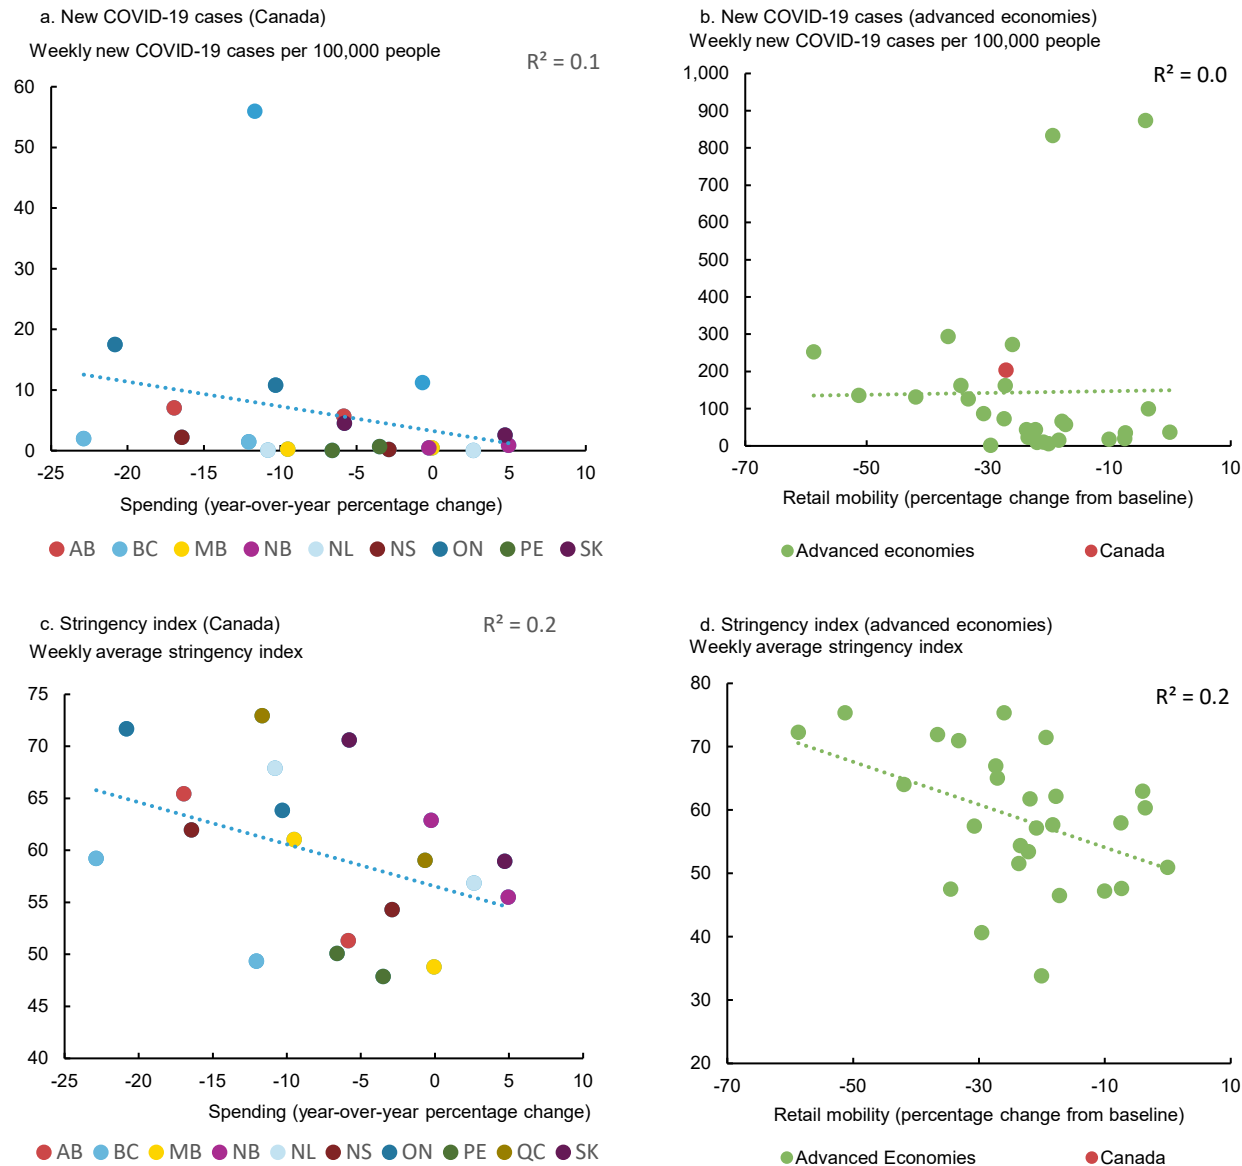 a. New COVID-19 cases (Canada)
Weekly new COVID-19 cases per 100,000 people
R² = 0.1
60
50
40
30
20
10
0
-25 -20 -15 -10 -5 0 5 10
Spending (year-over-year percentage change)
AB BC MB NB NL NS ON PE SK
b. New COVID-19 cases (advanced economies)
Weekly new COVID-19 cases per 100,000 people
R² = 0.0
1,000
900
800
700
600
500
400
300
200
100
0
-70 -50 -30 -10 10
Retail mobility (percentage change from baseline)
Advanced economies Canada
c. Stringency index (Canada)
R² = 0.2
Weekly average stringency index
75
70
65
60
55
50
45
40
-25 -20 -15 -10 -5 0 5 10
Spending (year-over-year percentage change)
AB BC MB NB NL NS ON PE QC SK
d. Stringency index (advanced economies)
Weekly average stringency index
R² = 0.2
80
70
60
50
40
30
20
-70 -50 -30 -10 10
Retail mobility (percentage change from baseline)
Advanced Economies Canada